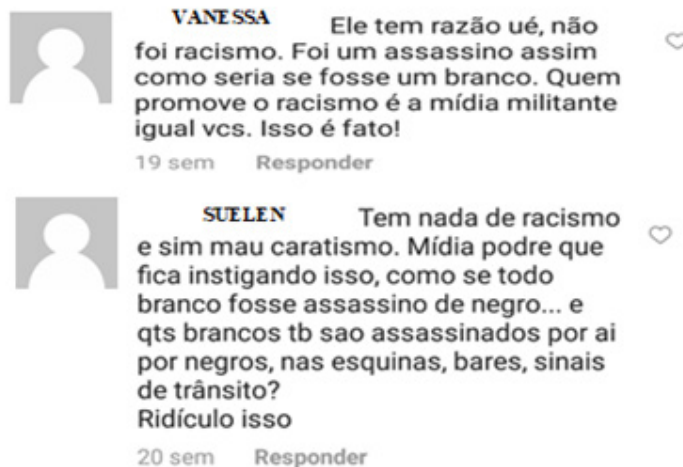 VANESSA Ele tem razão ué, não
foi racismo. Foi um assassino assim
como seria se fosse um branco. Quem
promove o racismo é a mídia militante
igual vcs. Isso é fato!
19 sem Responder
SUELEN Tem nada de racismo
e sim mau caratismo. Mídia podre que
fica instigando isso, como se todo
branco fosse assassino de negro... e
qts brancos tb sao assassinados por ai
por negros, nas esquinas, bares, sinais
de trânsito?
Ridículo isso
20 sem Responder